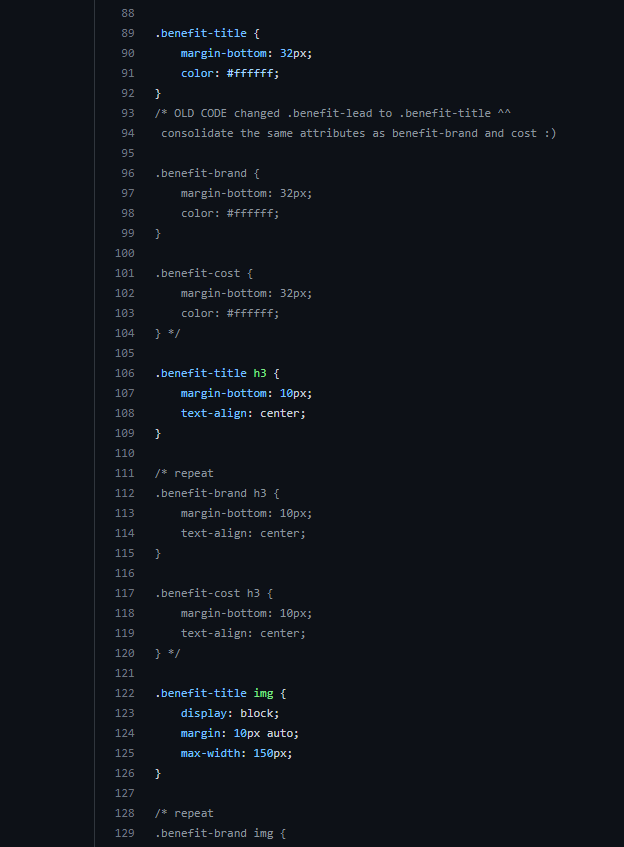 88
89 .benefit-title {
90     margin-bottom: 32px;
91     color: #ffffff;
92 }
93 /* OLD CODE changed .benefit-lead to .benefit-title ^^
94  consolidate the same attributes as benefit-brand and cost :)
95
96 .benefit-brand {
97     margin-bottom: 32px;
98     color: #ffffff;
99 }
100
101 .benefit-cost {
102     margin-bottom: 32px;
103     color: #ffffff;
104 } */
105
106 .benefit-title h3 {
107     margin-bottom: 10px;
108     text-align: center;
109 }
110
111 /* repeat
112 .benefit-brand h3 {
113     margin-bottom: 10px;
114     text-align: center;
115 }
116
117 .benefit-cost h3 {
118     margin-bottom: 10px;
119     text-align: center;
120 } */
121
122 .benefit-title img {
123     display: block;
124     margin: 10px auto;
125     max-width: 150px;
126 }
127
128 /* repeat
129 .benefit-brand img {